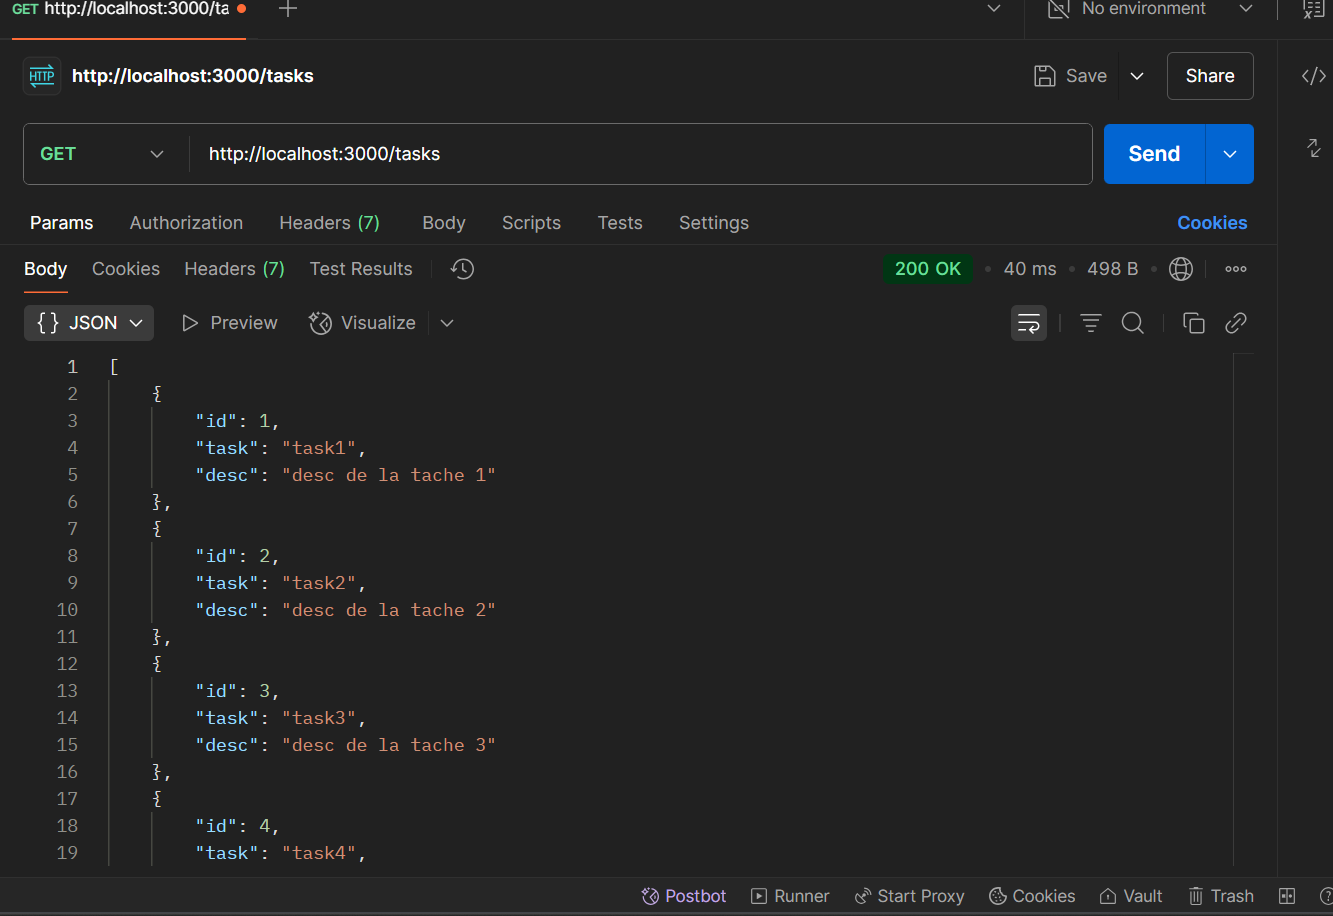 GET http://localhost:3000/ta
No environment
HTTP http://localhost:3000/tasks
Save
Share
GET
http://localhost:3000/tasks
Send
Params Authorization Headers (7) Body Scripts Tests Settings Cookies
Body Cookies Headers (7) Test Results 200 OK 40 ms 498 B
{} JSON Preview Visualize
1 [
2 {
3 "id": 1,
4 "task": "task1",
5 "desc": "desc de la tache 1"
6 },
7 {
8 "id": 2,
9 "task": "task2",
10 "desc": "desc de la tache 2"
11 },
12 {
13 "id": 3,
14 "task": "task3",
15 "desc": "desc de la tache 3"
16 },
17 {
18 "id": 4,
19 "task": "task4",
Postbot Runner Start Proxy Cookies Vault Trash